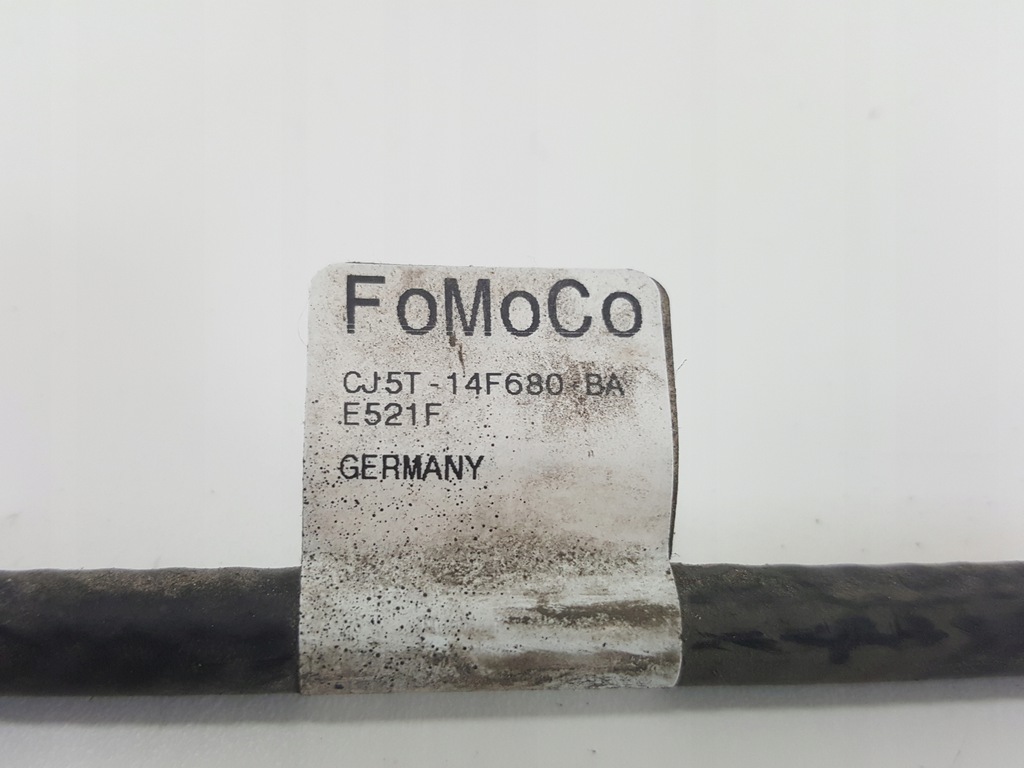 FoMoCo
CJ5T-14F680-BA
E521F
GERMANY